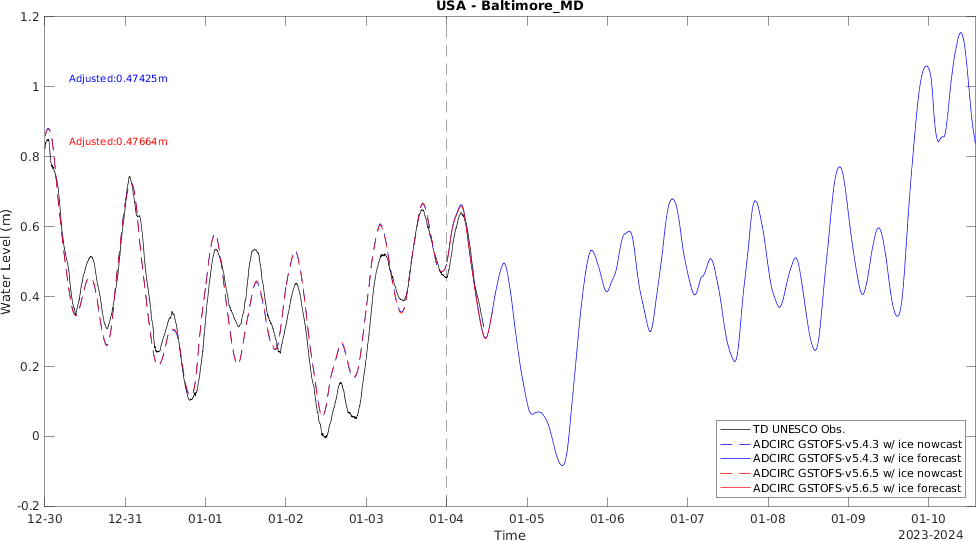 USA - Baltimore_MD
1.2
1
0.8
0.6
0.4
0.2
0
-0.2
Water Level (m)
Adjusted:0.47425m
Adjusted:0.47664m
TD UNESCO Obs.
ADCIRC GSTOFS-v5.4.3 w/ ice nowcast
ADCIRC GSTOFS-v5.4.3 w/ ice forecast
ADCIRC GSTOFS-v5.6.5 w/ ice nowcast
ADCIRC GSTOFS-v5.6.5 w/ ice forecast
12-30 12-31 01-01 01-02 01-03 01-04 01-05 01-06 01-07 01-08 01-09 01-10
Time
2023-2024